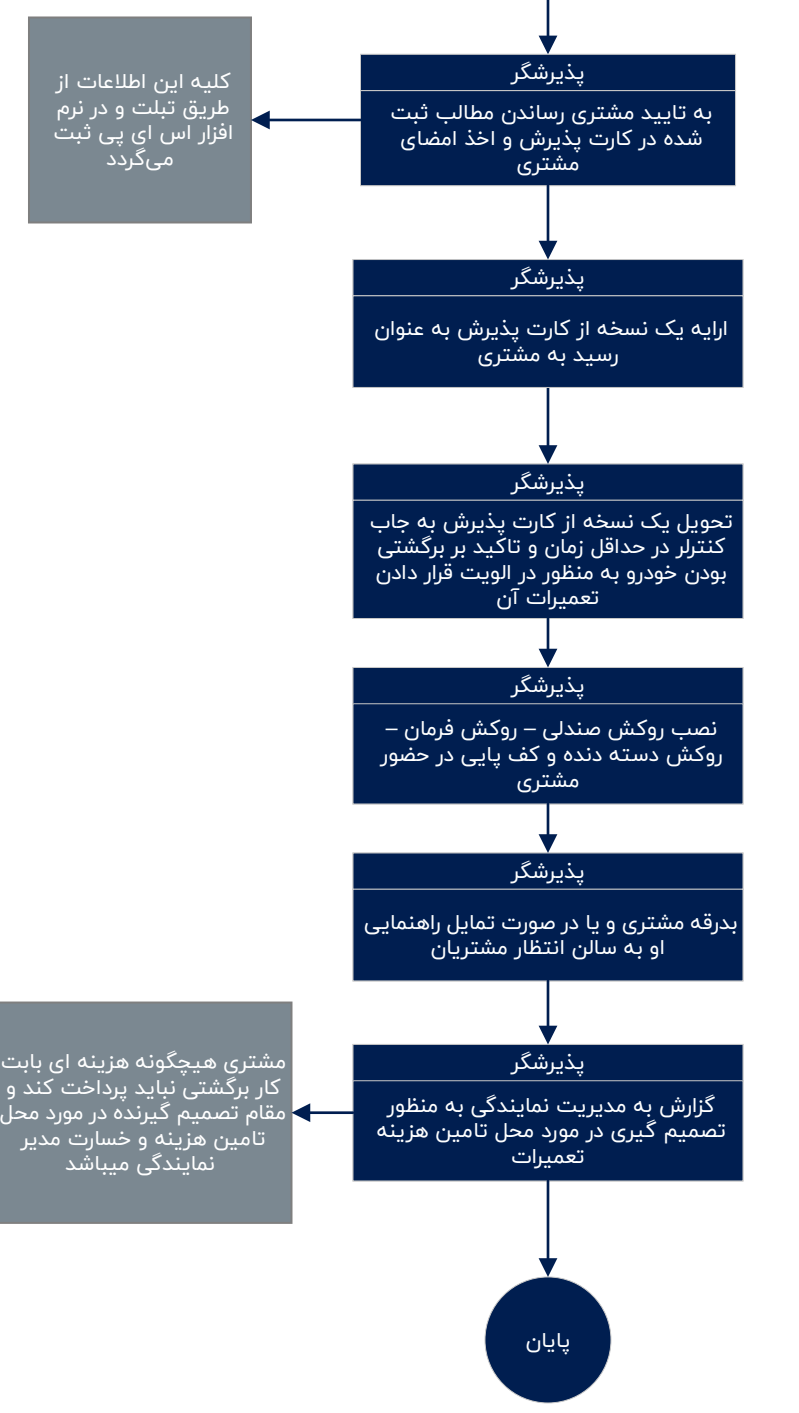 پذیرشگر
به تایید مشتری رساندن مطالب ثبت
شده در کارت پذیرش و اخذ امضای
مشتری
کلیه این اطلاعات از
طریق تبلت و در نرم
افزار اس ای پی ثبت
می‌گردد
پذیرشگر
ارایه یک نسخه از کارت پذیرش به عنوان
رسید به مشتری
پذیرشگر
تحویل یک نسخه از کارت پذیرش به جاب
کنترلر در حداقل زمان و تاکید بر برگشتی
بودن خودرو به منظور در الویت قرار دادن
تعمیرات آن
پذیرشگر
نصب روکش صندلی – روکش فرمان –
روکش دسته دنده و کف پایی در حضور
مشتری
پذیرشگر
بدرقه مشتری و یا در صورت تمایل راهنمایی
او به سالن انتظار مشتریان
پذیرشگر
گزارش به مدیریت نمایندگی به منظور
تصمیم گیری در مورد محل تامین هزینه
تعمیرات
مشتری هیچگونه هزینه ای بابت
کار برگشتی نباید پرداخت کند و
مقام تصمیم گیرنده در مورد محل
تامین هزینه و خسارت مدیر
نمایندگی میباشد
پایان